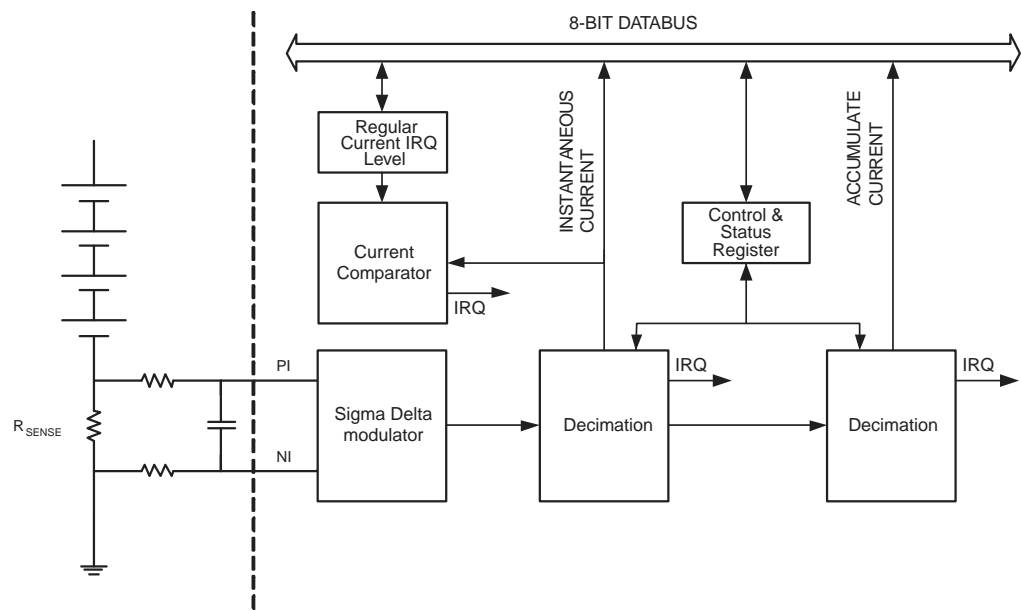 8-BIT DATABUS
Regular
Current IRQ
Level
INSTANTANEOUS
CURRENT
ACCUMULATE
CURRENT
Control &
Status
Register
Current
Comparator
IRQ
PI
IRQ
IRQ
RSENSE
Sigma Delta
modulator
Decimation
Decimation
NI